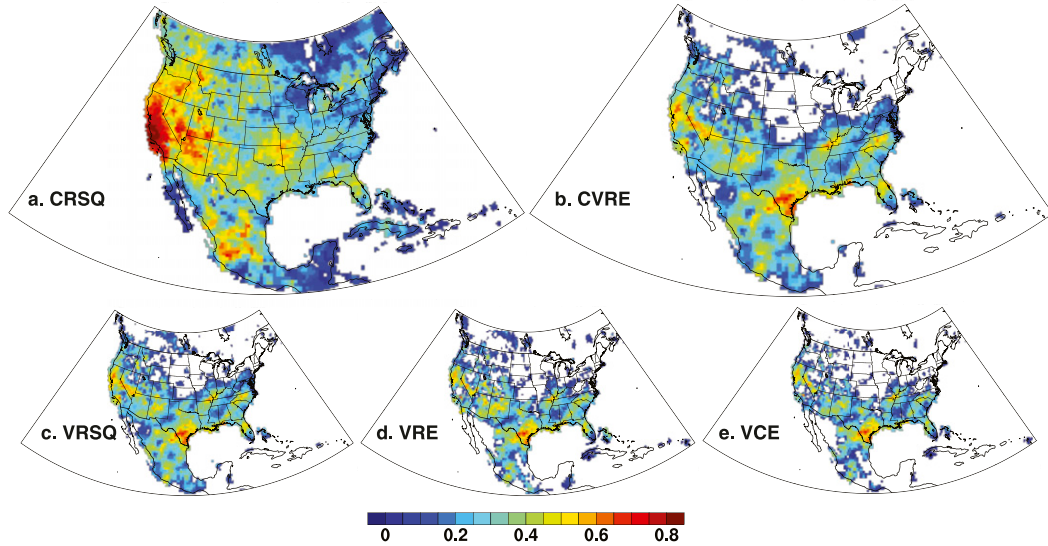 a. CRSQ
b. CVRE
c. VRSQ
d. VRE
e. VCE
0 0.2 0.4 0.6 0.8